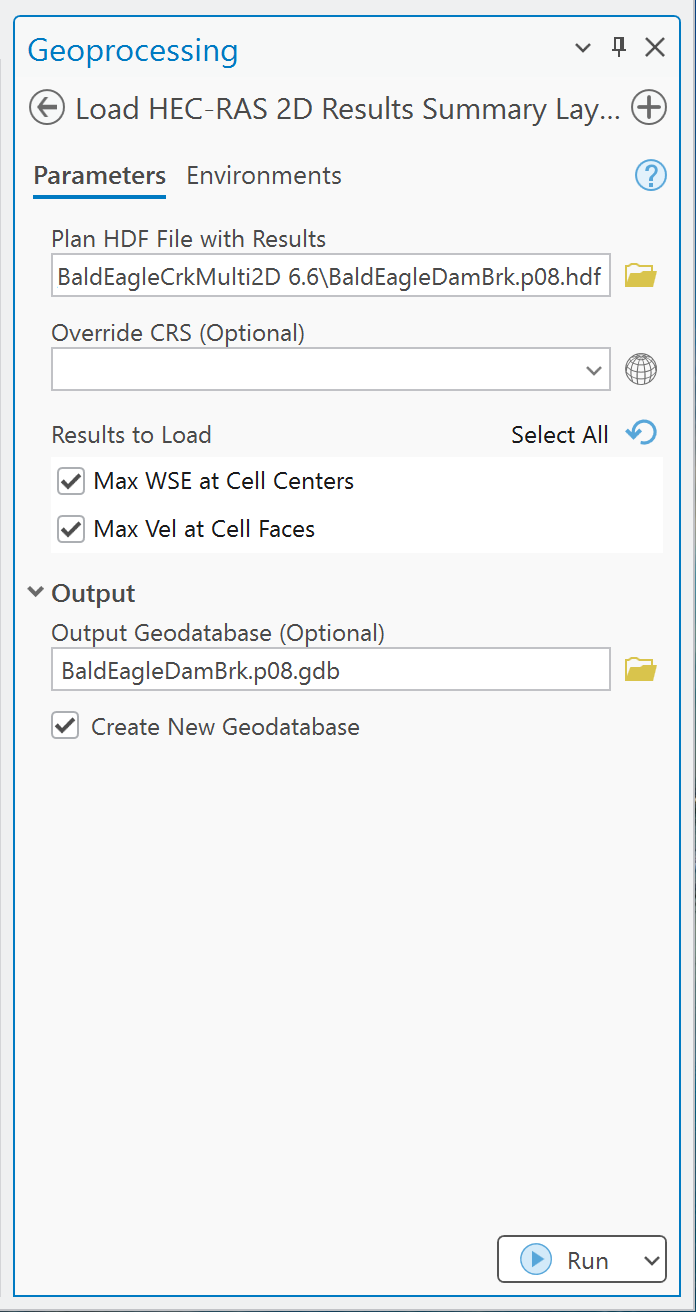 Geoprocessing
Load HEC-RAS 2D Results Summary Lay...
Parameters Environments
?
Plan HDF File with Results
BaldEagleCrkMulti2D 6.6\BaldEagleDamBrk.p08.hdf
Override CRS (Optional)
Results to Load Select All
Max WSE at Cell Centers
Max Vel at Cell Faces
Output
Output Geodatabase (Optional)
BaldEagleDamBrk.p08.gdb
Create New Geodatabase
Run